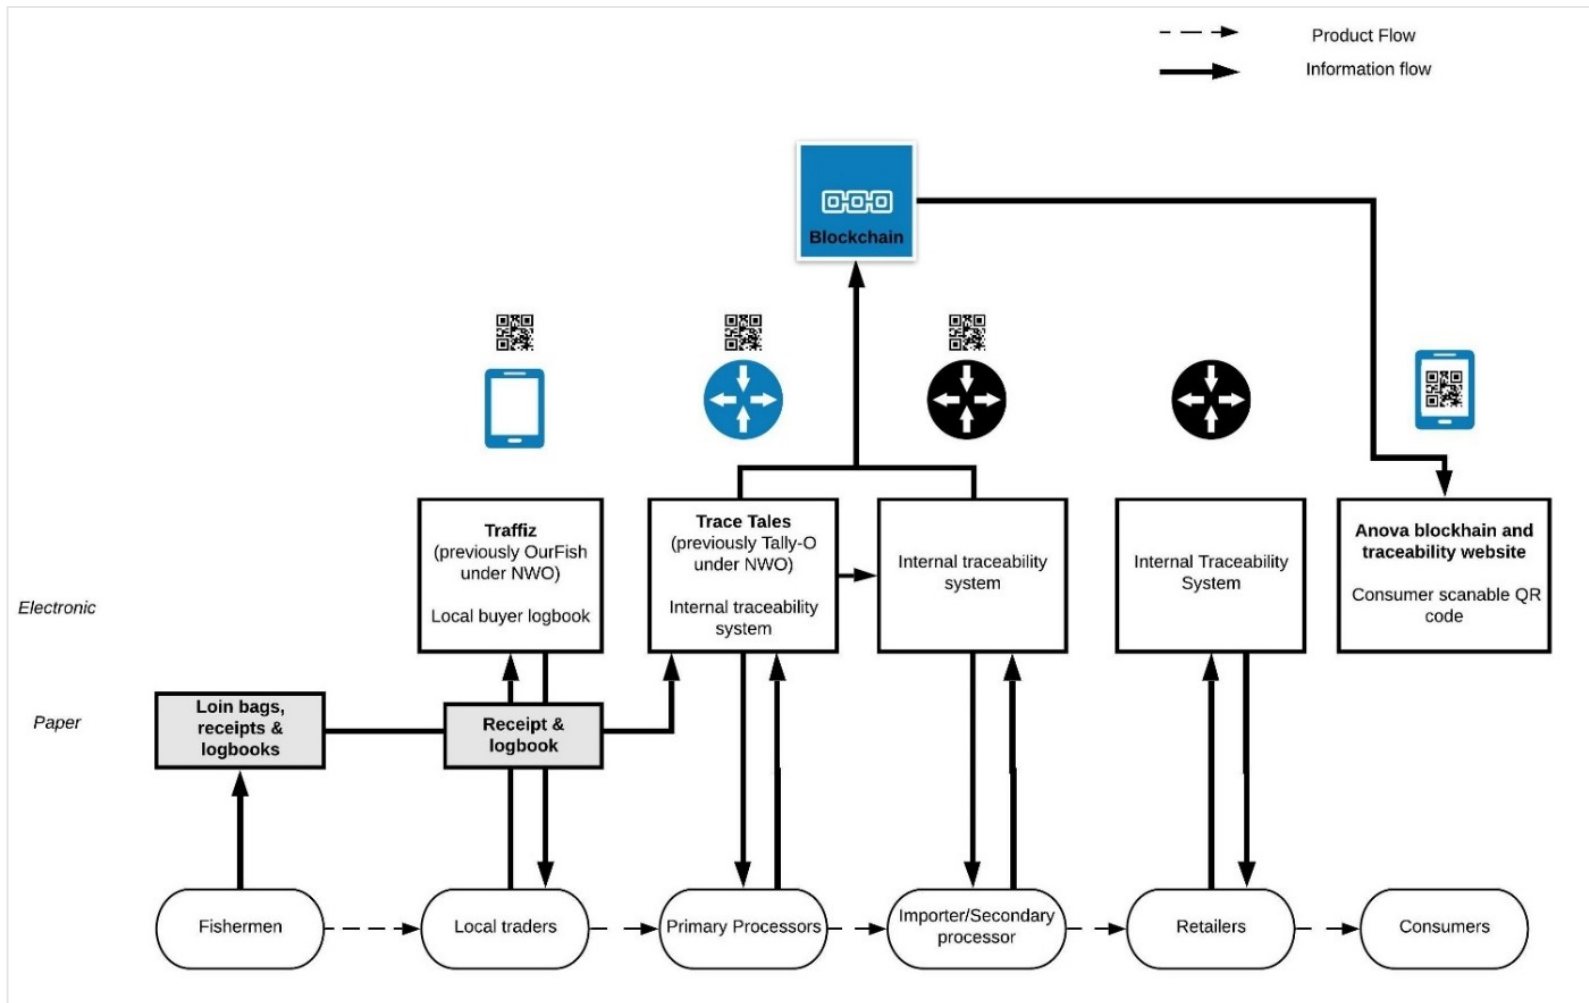 Product Flow
Information flow
Blockchain
Traffiz
(previously OurFish
under NWO)
Local buyer logbook
Trace Tales
(previously Tally-O
under NWO)
Internal traceability
system
Internal traceability
system
Internal Traceability
System
Anova blockhain and
traceability website
Consumer scanable QR
code
Electronic
Paper
Loin bags,
receipts &
logbooks
Receipt &
logbook
Fishermen
Local traders
Primary Processors
Importer/Secondary
processor
Retailers
Consumers